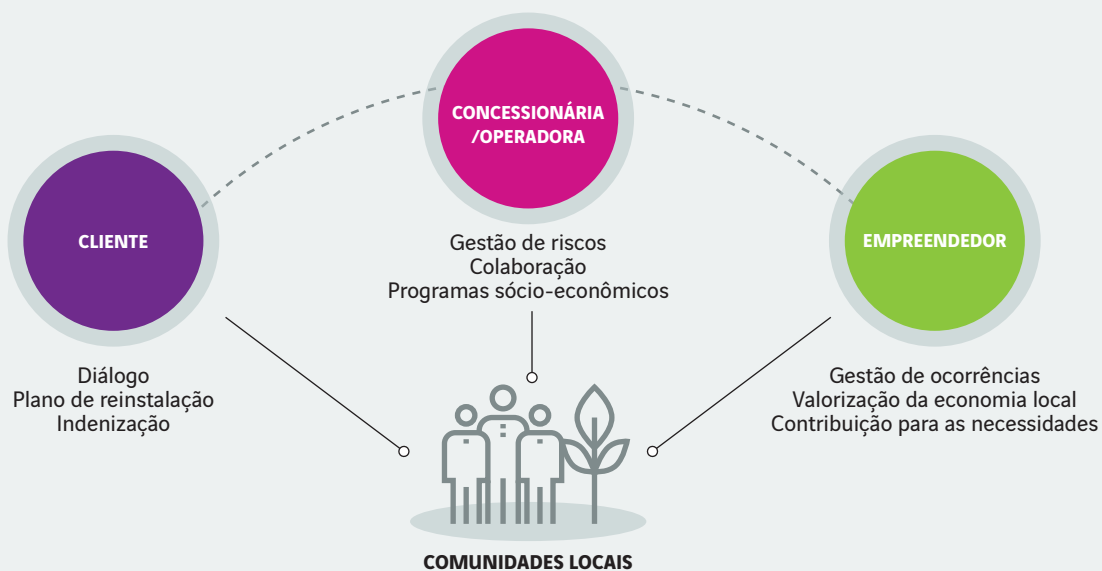 CONCESSIONÁRIA
/OPERADORA
CLIENTE
EMPREENDEDOR
Gestão de riscos
Colaboração
Programas sócio-econômicos
Diálogo
Plano de reinstalação
Indenização
Gestão de ocorrências
Valorização da economia local
Contribuição para as necessidades
COMUNIDADES LOCAIS